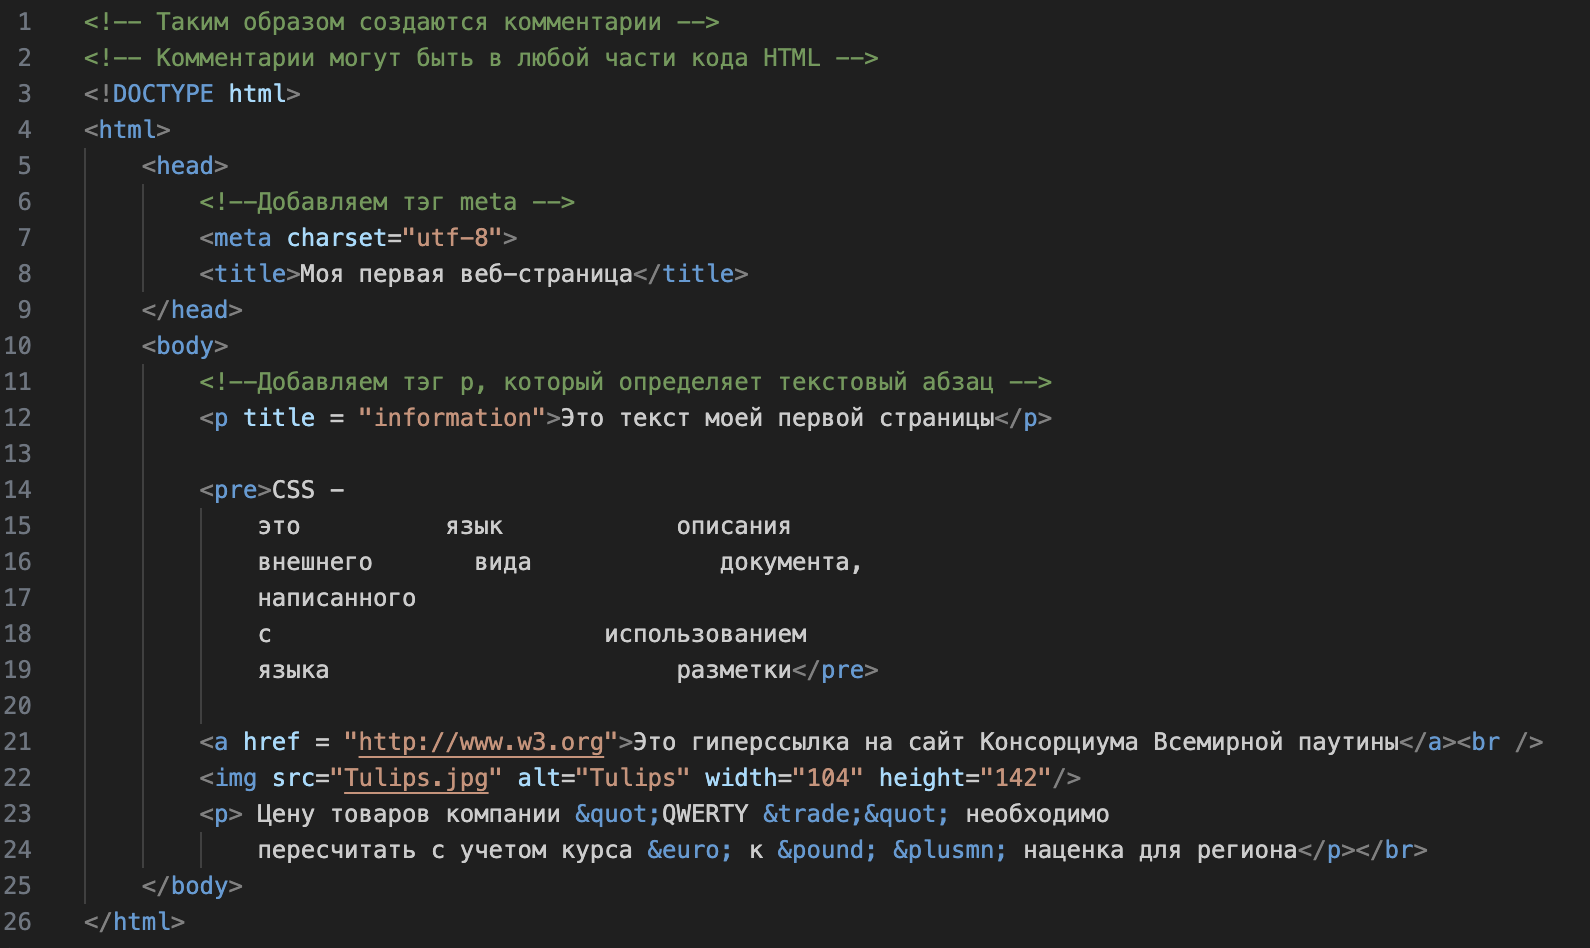 1 <!-- Таким образом создаются комментарии -->
2 <!-- Комментарии могут быть в любой части кода HTML -->
3 <!DOCTYPE html>
4 <html>
5     <head>
6         <!--Добавляем тэг meta -->
7         <meta charset="utf-8">
8         <title>Моя первая веб-страница</title>
9     </head>
10     <body>
11         <!--Добавляем тэг p, который определяет текстовый абзац -->
12         <p title = "information">Это текст моей первой страницы</p>
13
14         <pre>CSS -
15             это          язык            описания
16             внешнего       вида             документа,
17             написанного
18             с                       использованием
19             языка                        разметки</pre>
20
21         <a href = "http://www.w3.org">Это гиперссылка на сайт Консорциума Всемирной паутины</a><br />
22         <img src="Tulips.jpg" alt="Tulips" width="104" height="142"/>
23         <p> Цену товаров компании &quot;QWERTY &trade;&quot; необходимо
24             пересчитать с учетом курса &euro; к &pound; &plusmn; наценка для региона</p></br>
25     </body>
26 </html>